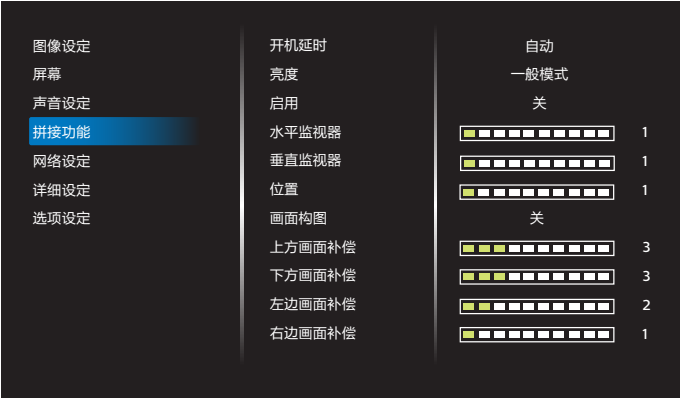 图像设定
屏幕
声音设定
拼接功能
网络设定
详细设定
选项设定
开机延时 自动
亮度 一般模式
启用 关
水平监视器 1
垂直监视器 1
位置 1
画面构图 关
上方画面补偿 3
下方画面补偿 3
左边画面补偿 2
右边画面补偿 1